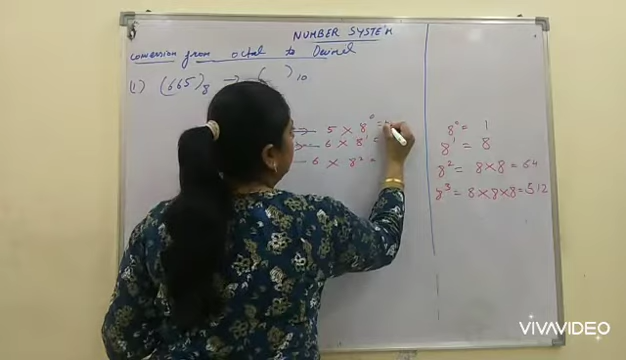 NUMBER SYSTEM
conversion from octal to Decimal
(1) (665)₈ → ( )₁₀
5 × 8⁰ =
6 × 8¹ =
6 × 8² =
8⁰ = 1
8¹ = 8
8² = 8×8 = 64
8³ = 8×8×8 = 512
VIVAVIDEO